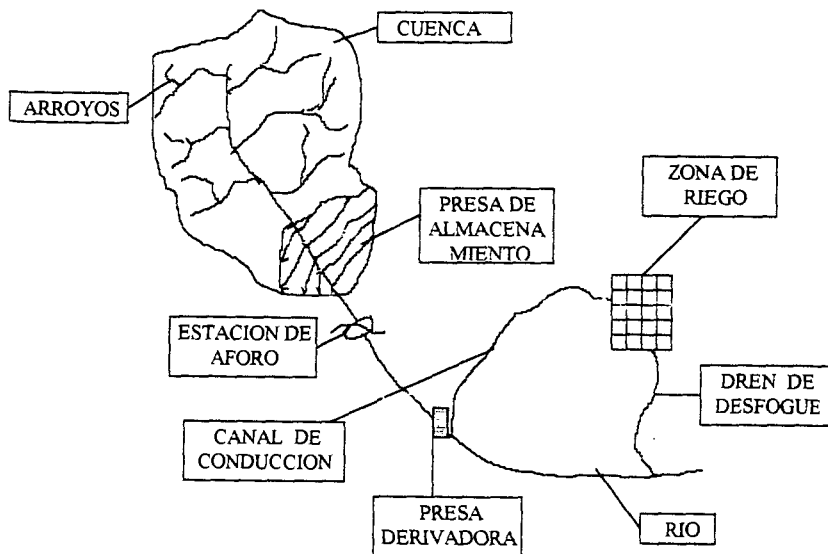 CUENCA
ARROYOS
ZONA DE
RIEGO
PRESA DE
ALMACENA
MIENTO
ESTACION DE
AFORO
DREN DE
DESFOGUE
CANAL DE
CONDUCCION
PRESA
DERIVADORA
RIO